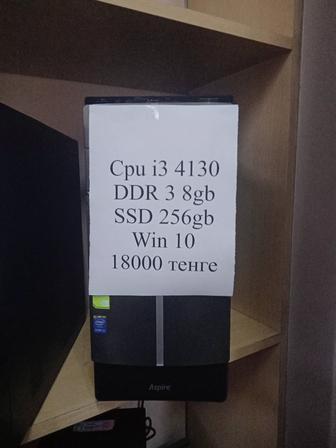 Cpu i3 4130
DDR 3 8gb
SSD 256gb
Win 10
18000 тенге
Aspire